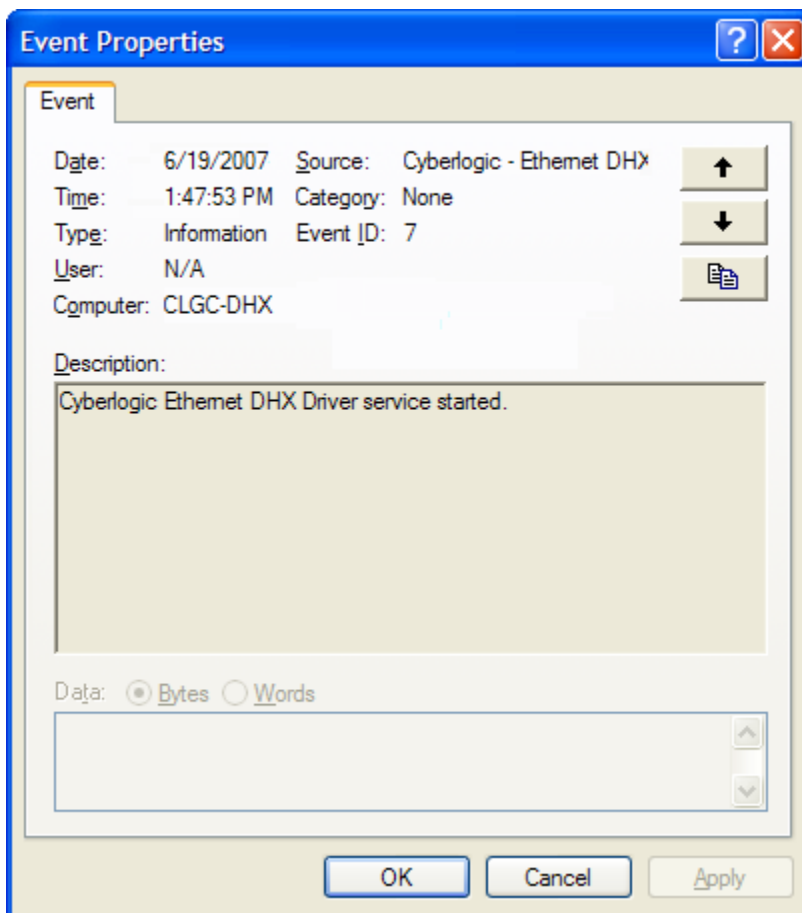 Event Properties
Event
Date: 6/19/2007 Source: Cyberlogic - Ethernet DHX
Time: 1:47:53 PM Category: None
Type: Information Event ID: 7
User: N/A
Computer: CLGC-DHX
Description:
Cyberlogic Ethernet DHX Driver service started.
Data: Bytes Words
OK Cancel Apply